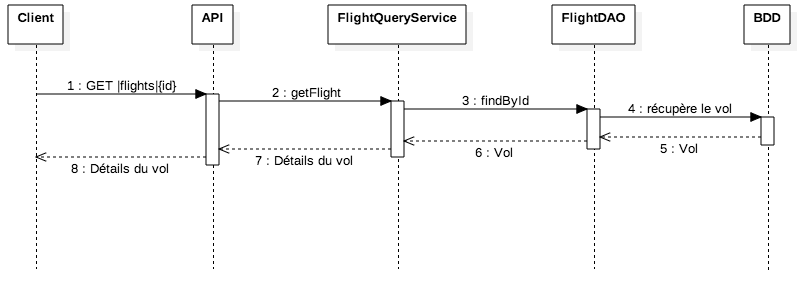 Client
API
FlightQueryService
FlightDAO
BDD
1 : GET |flights|{id}
2 : getFlight
3 : findById
4 : récupère le vol
5 : Vol
6 : Vol
7 : Détails du vol
8 : Détails du vol